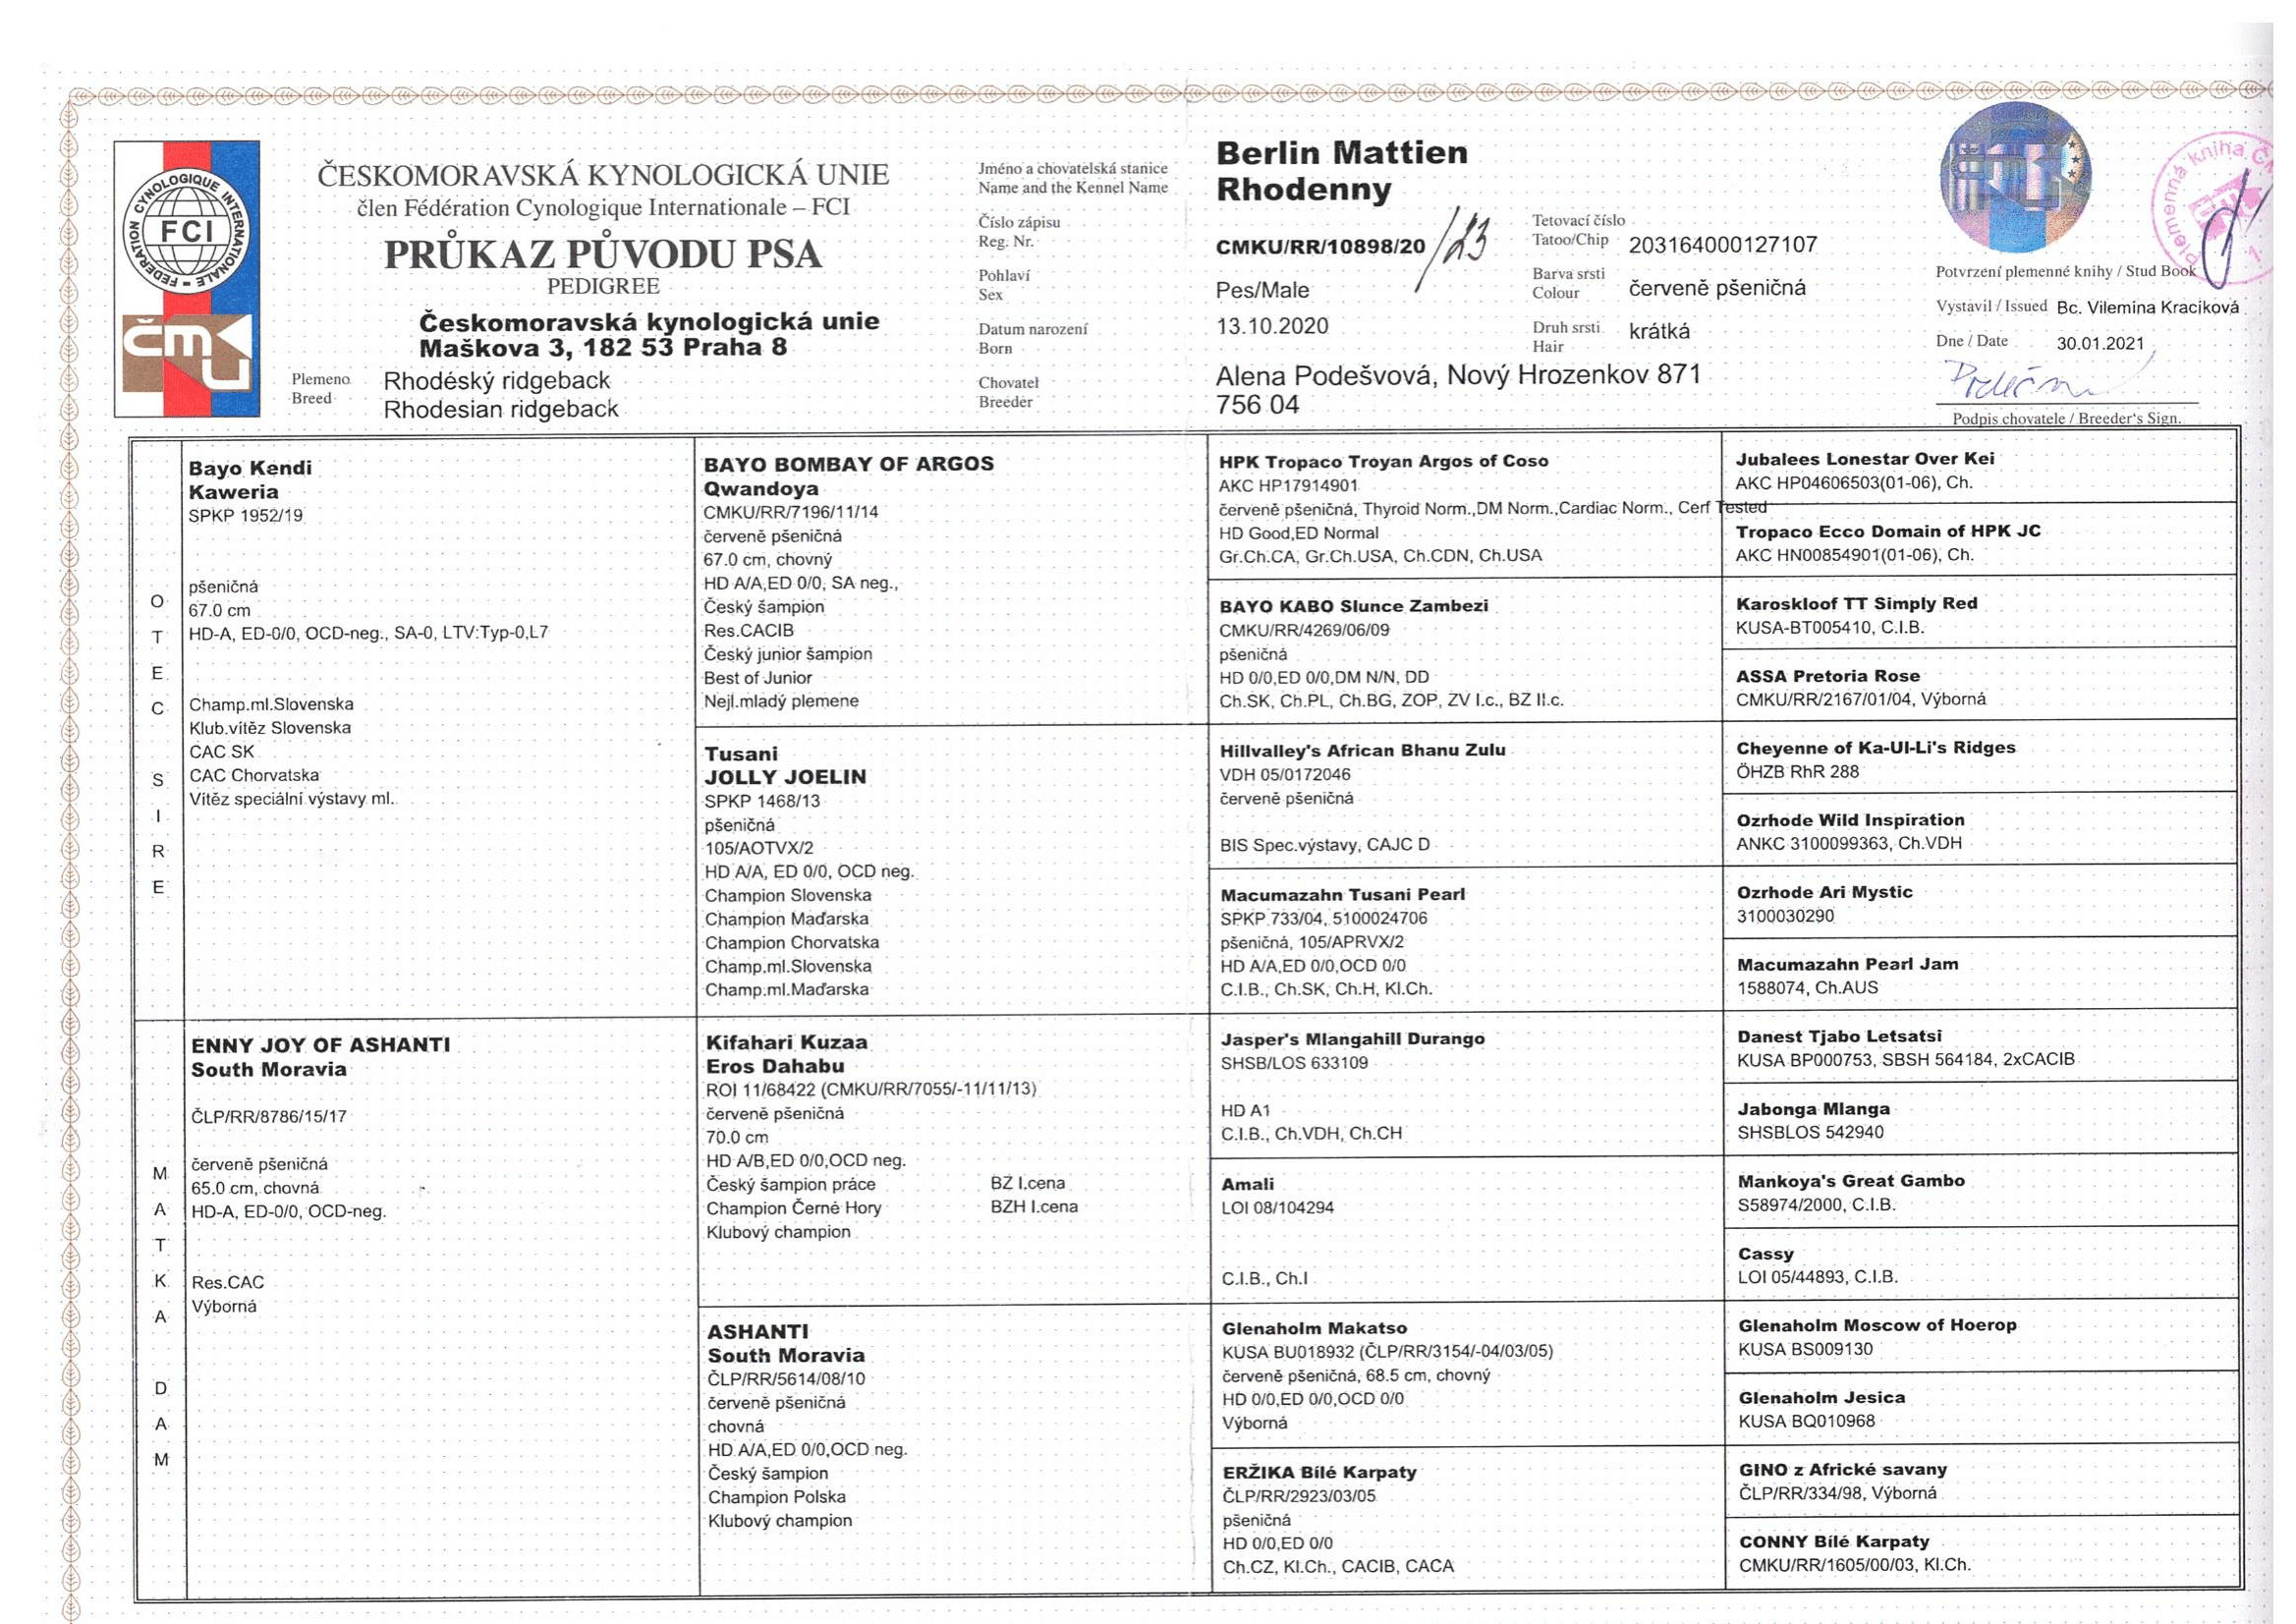 FEDERATION CYNOLOGIQUE INTERNATIONALE
FCI
čmku
ČESKOMORAVSKÁ KYNOLOGICKÁ UNIE
člen Fédération Cynologique Internationale – FCI
PRŮKAZ PŮVODU PSA
PEDIGREE
Českomoravská kynologická unie
Maškova 3, 182 53 Praha 8
Plemeno
Breed
Rhodéský ridgeback
Rhodesian ridgeback
Jméno a chovatelská stanice
Name and the Kennel Name
Berlin Mattien
Rhodenny
Číslo zápisu
Reg. Nr.
CMKU/RR/10898/20 /23
Pohlaví
Sex
Pes/Male
Datum narození
Born
13.10.2020
Chovatel
Breeder
Alena Podešvová, Nový Hrozenkov 871
756 04
Tetovací číslo
Tatoo/Chip
203164000127107
Barva srsti
Colour
červeně pšeničná
Druh srsti
Hair
krátká
Plemenná kniha
Potvrzení plemenné knihy / Stud Book
Vystavil / Issued Bc. Vilemina Kracíková
Dne / Date 30.01.2021
Podpis chovatele / Breeder's Sign.
OTEC SIRE
Bayo Kendi
Kaweria
SPKP 1952/19
pšeničná
67.0 cm
HD-A, ED-0/0, OCD-neg., SA-0, LTV:Typ-0,L7
Champ.ml.Slovenska
Klub.vítěz Slovenska
CAC SK
CAC Chorvatska
Vítěz speciální výstavy ml.
BAYO BOMBAY OF ARGOS
Qwandoya
CMKU/RR/7196/11/14
červeně pšeničná
67.0 cm, chovný
HD A/A,ED 0/0, SA neg.,
Český šampion
Res.CACIB
Český junior šampion
Best of Junior
Nejl.mladý plemene
Tusani
JOLLY JOELIN
SPKP 1468/13
pšeničná
105/AOTVX/2
HD A/A, ED 0/0, OCD neg.
Champion Slovenska
Champion Maďarska
Champion Chorvatska
Champ.ml.Slovenska
Champ.ml.Maďarska
HPK Tropaco Troyan Argos of Coso
AKC HP17914901
červeně pšeničná, Thyroid Norm.,DM Norm.,Cardiac Norm., Cerf Tested
HD Good,ED Normal
Gr.Ch.CA, Gr.Ch.USA, Ch.CDN, Ch.USA
BAYO KABO Slunce Zambezi
CMKU/RR/4269/06/09
pšeničná
HD 0/0,ED 0/0,DM N/N, DD
Ch.SK, Ch.PL, Ch.BG, ZOP, ZV I.c., BZ II.c.
Hillvalley's African Bhanu Zulu
VDH 05/0172046
červeně pšeničná
BIS Spec.výstavy, CAJC D
Macumazahn Tusani Pearl
SPKP 733/04, 5100024706
pšeničná, 105/APRVX/2
HD A/A,ED 0/0,OCD 0/0
C.I.B., Ch.SK, Ch.H, Kl.Ch.
Jubalees Lonestar Over Kei
AKC HP04606503(01-06), Ch.
Tropaco Ecco Domain of HPK JC
AKC HN00854901(01-06), Ch.
Karoskloof TT Simply Red
KUSA-BT005410, C.I.B.
ASSA Pretoria Rose
CMKU/RR/2167/01/04, Výborná
Cheyenne of Ka-Ul-Li's Ridges
ÖHZB RhR 288
Ozrhode Wild Inspiration
ANKC 3100099363, Ch.VDH
Ozrhode Ari Mystic
3100030290
Macumazahn Pearl Jam
1588074, Ch.AUS
MATKA DAM
ENNY JOY OF ASHANTI
South Moravia
ČLP/RR/8786/15/17
červeně pšeničná
65.0 cm, chovná
HD-A, ED-0/0, OCD-neg.
Res.CAC
Výborná
Kifahari Kuzaa
Eros Dahabu
ROI 11/68422 (CMKU/RR/7055/-11/11/13)
červeně pšeničná
70.0 cm
HD A/B,ED 0/0,OCD neg.
Český šampion práce BZ I.cena
Champion Černé Hory BZH I.cena
Klubový champion
ASHANTI
South Moravia
ČLP/RR/5614/08/10
červeně pšeničná
chovná
HD A/A,ED 0/0,OCD neg.
Český šampion
Champion Polska
Klubový champion
Jasper's Mlangahill Durango
SHSB/LOS 633109
HD A1
C.I.B., Ch.VDH, Ch.CH
Amali
LOI 08/104294
C.I.B., Ch.I
Glenaholm Makatso
KUSA BU018932 (ČLP/RR/3154/-04/03/05)
červeně pšeničná, 68.5 cm, chovný
HD 0/0,ED 0/0,OCD 0/0
Výborná
ERŽIKA Bílé Karpaty
ČLP/RR/2923/03/05
pšeničná
HD 0/0,ED 0/0
Ch.CZ, Kl.Ch., CACIB, CACA
Danest Tjabo Letsatsi
KUSA BP000753, SBSH 564184, 2xCACIB
Jabonga Mlanga
SHSBLOS 542940
Mankoya's Great Gambo
S58974/2000, C.I.B.
Cassy
LOI 05/44893, C.I.B.
Glenaholm Moscow of Hoerop
KUSA BS009130
Glenaholm Jesica
KUSA BQ010968
GINO z Africké savany
ČLP/RR/334/98, Výborná
CONNY Bílé Karpaty
CMKU/RR/1605/00/03, Kl.Ch.